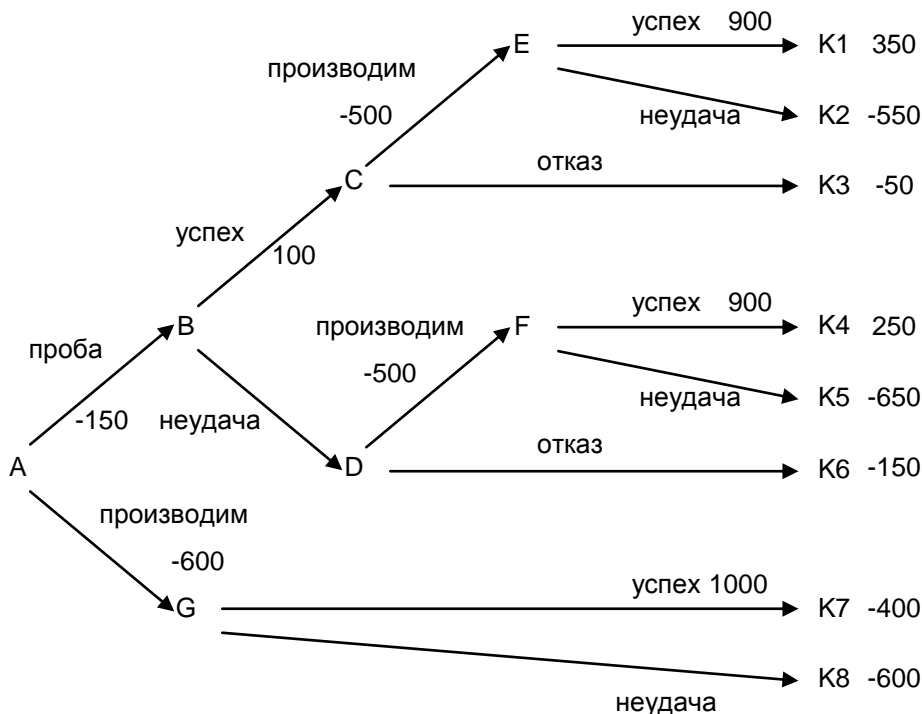 успех 900
E K1 350
производим
-500
неудача K2 -550
отказ
C K3 -50
успех
100
успех 900
B производим F K4 250
проба
-500
неудача K5 -650
-150 неудача
отказ
A D K6 -150
производим
-600
успех 1000
G K7 -400
K8 -600
неудача